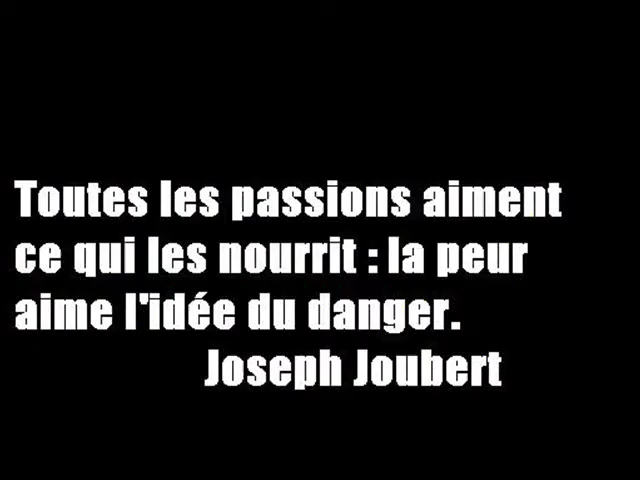 Toutes les passions aiment
ce qui les nourrit : la peur
aime l'idée du danger.
Joseph Joubert